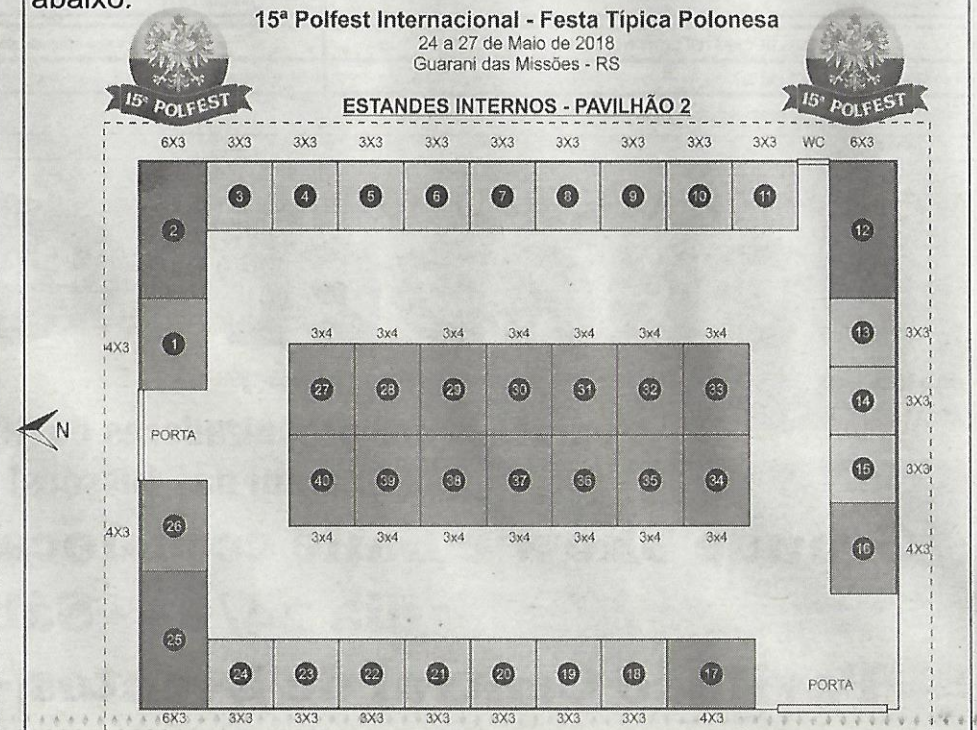 abaixo:
15ª Polfest Internacional - Festa Típica Polonesa
24 a 27 de Maio de 2018
Guarani das Missões - RS
15ª POLFEST
15ª POLFEST
ESTANDES INTERNOS - PAVILHÃO 2
6X3 3X3 3X3 3X3 3X3 3X3 3X3 3X3 3X3 3X3 WC 6X3
3 4 5 6 7 8 9 10 11
2 12
4X3 1 13 3X3
3x4 3x4 3x4 3x4 3x4 3x4 3x4
27 28 29 30 31 32 33
14 3X3
N
PORTA
15 3X3
40 39 38 37 36 35 34
4X3 26
3x4 3x4 3x4 3x4 3x4 3x4 3x4
16 4X3
25
24 23 22 21 20 19 18 17
PORTA
6X3 3X3 3X3 3X3 3X3 3X3 3X3 3X3 4X3